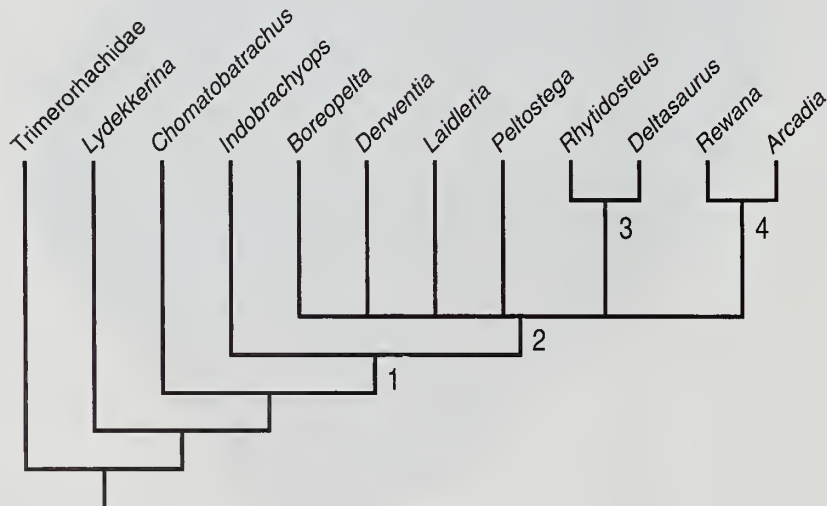 Trimerorhachidae
Lydekkerina
Chomatobatrachus
Indobrachyops
Boreopelta
Derwentia
Laidleria
Peltostega
Rhytidosteus
Deltasaurus
Rewana
Arcadia
3
4
2
1